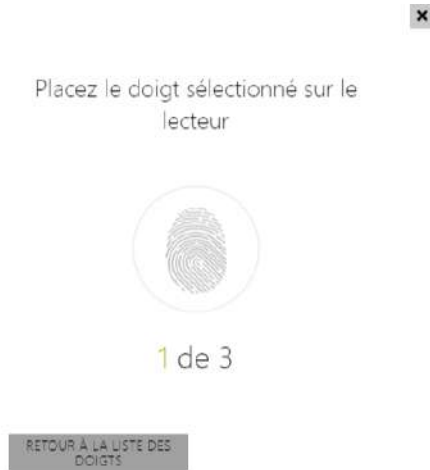 Placez le doigt sélectionné sur le
lecteur
1 de 3
RETOUR À LA LISTE DES
DOIGTS